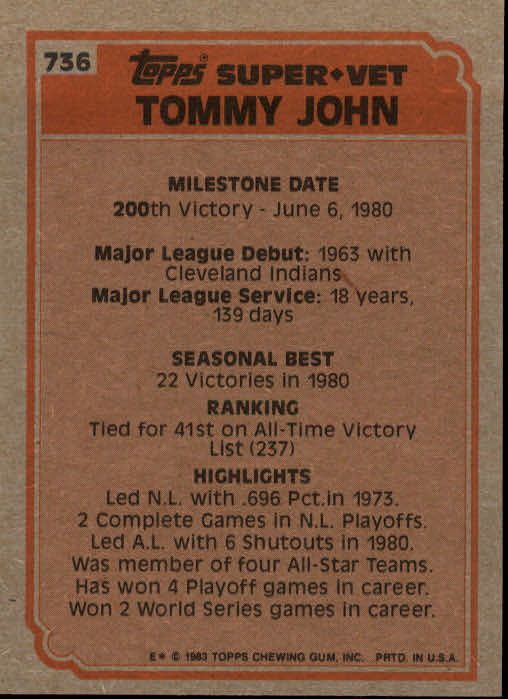 736
Topps SUPER♦VET
TOMMY JOHN
MILESTONE DATE
200th Victory - June 6, 1980
Major League Debut: 1963 with
Cleveland Indians
Major League Service: 18 years,
139 days
SEASONAL BEST
22 Victories in 1980
RANKING
Tied for 41st on All-Time Victory
List (237)
HIGHLIGHTS
Led N.L. with .696 Pct.in 1973.
2 Complete Games in N.L. Playoffs.
Led A.L. with 6 Shutouts in 1980.
Was member of four All-Star Teams.
Has won 4 Playoff games in career.
Won 2 World Series games in career.
E* © 1983 TOPPS CHEWING GUM, INC. PRTD. IN U.S.A.